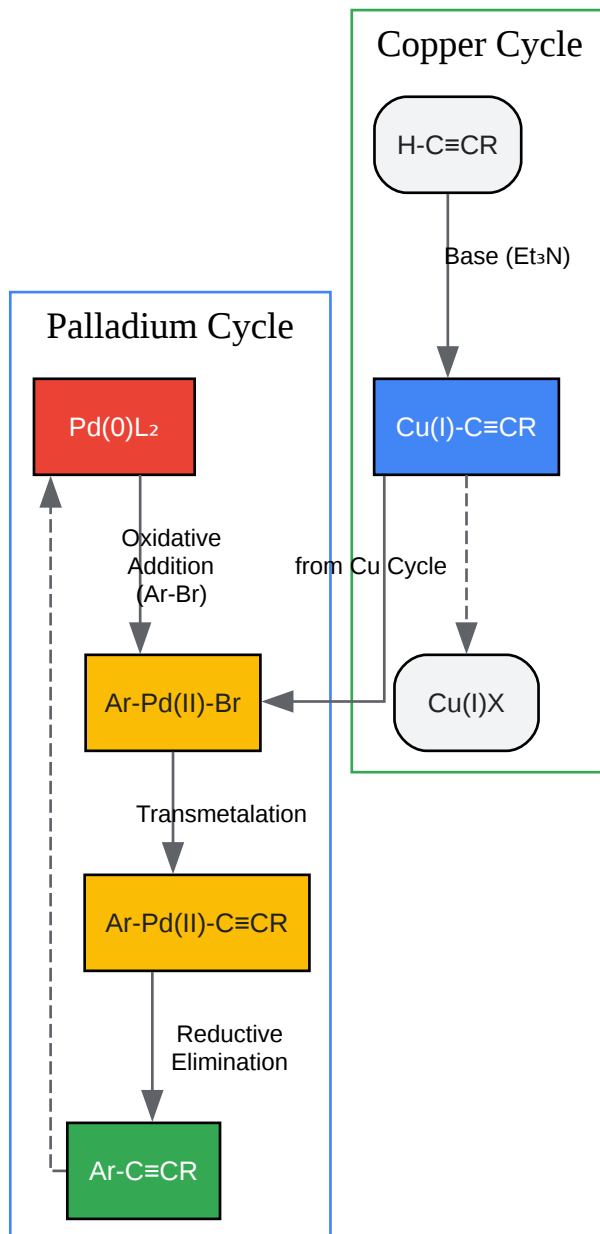 Copper Cycle
H-C≡CR
Base (Et₃N)
Palladium Cycle
Pd(0)L₂
Cu(I)-C≡CR
Oxidative
Addition
(Ar-Br)
from Cu Cycle
Ar-Pd(II)-Br
Cu(I)X
Transmetalation
Ar-Pd(II)-C≡CR
Reductive
Elimination
Ar-C≡CR